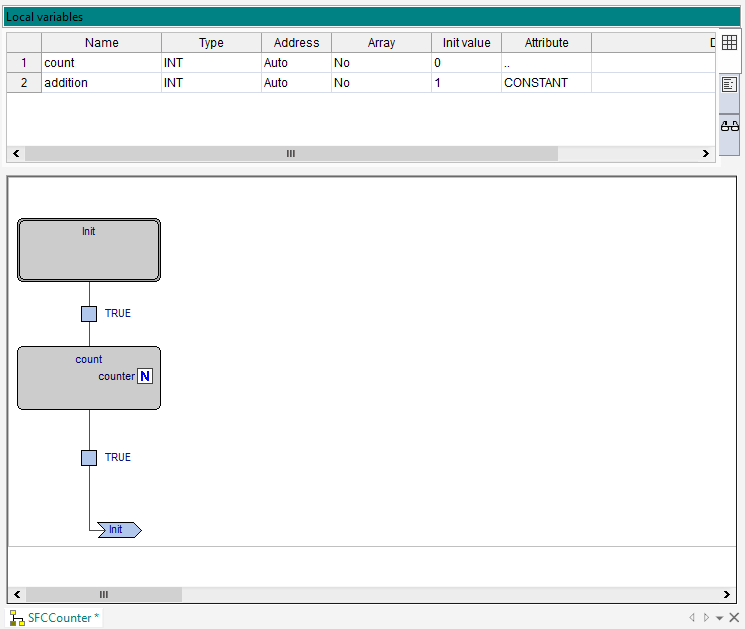 Local variables
Name Type Address Array Init value Attribute D
1 count INT Auto No 0 ..
2 addition INT Auto No 1 CONSTANT
Init
TRUE
count
counter N
TRUE
Init
SFCCounter *